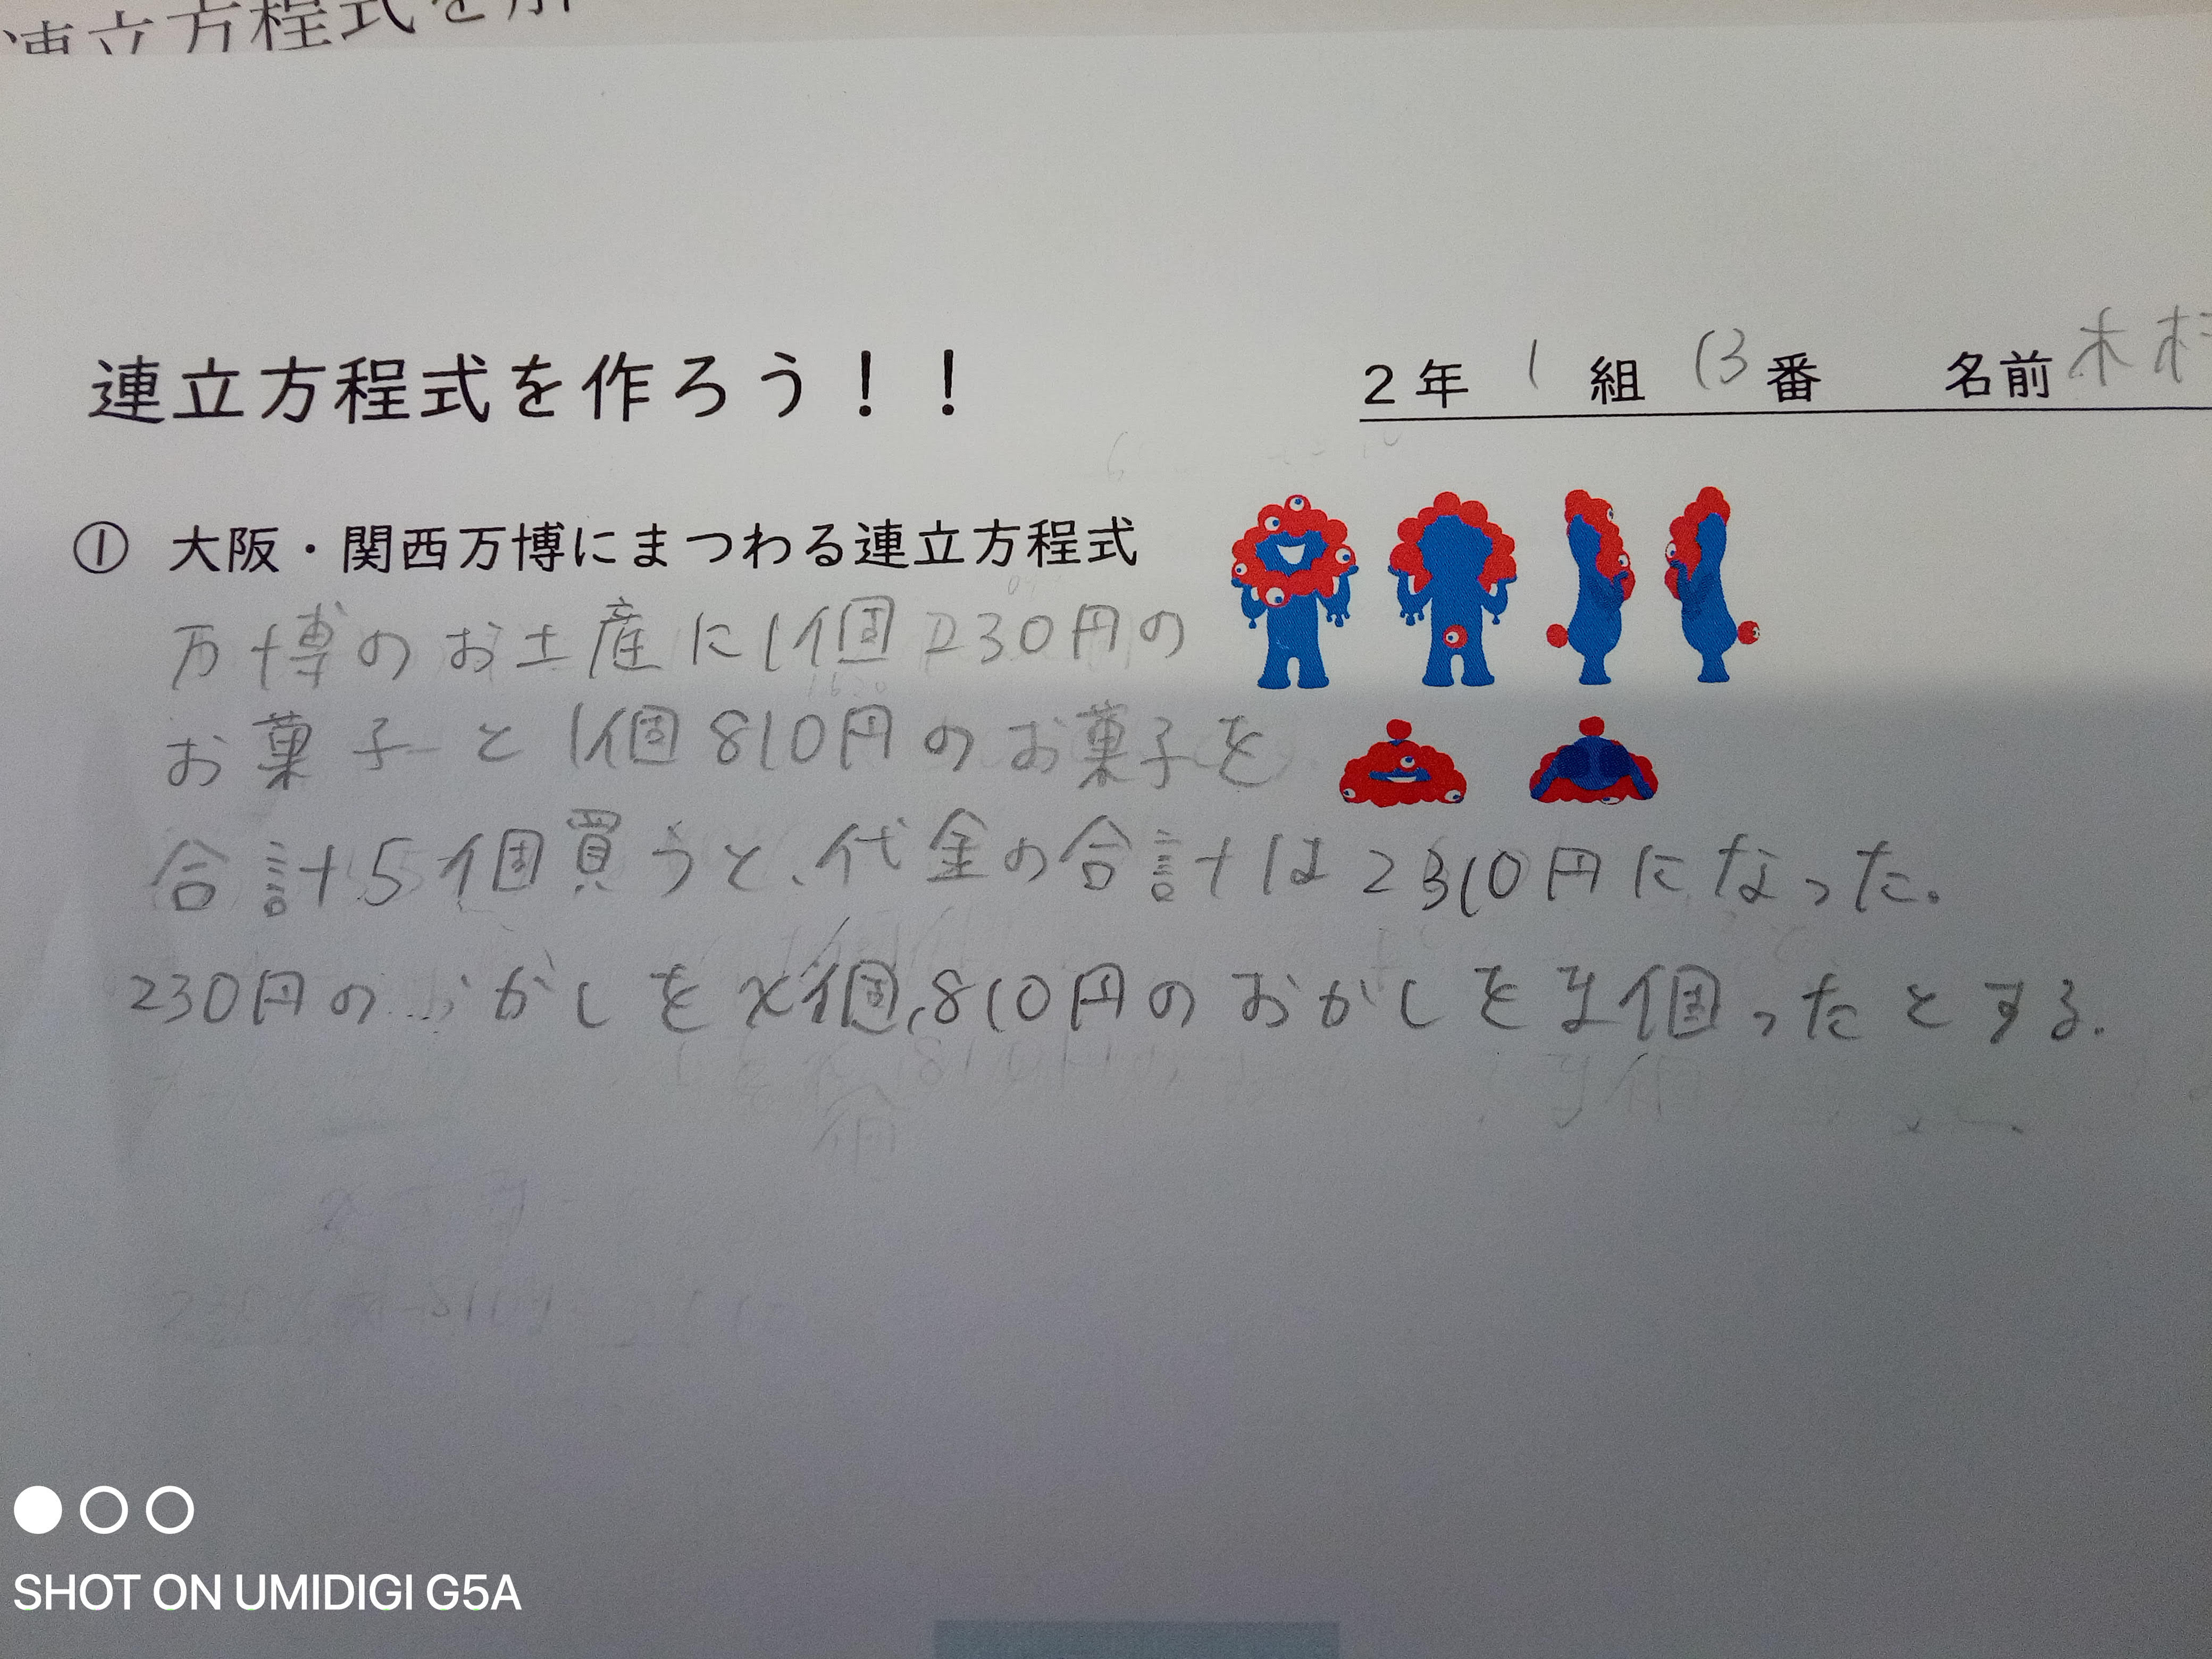 連立方程式を
連立方程式を作ろう！！ 2年 1 組 13 番 名前 木村
① 大阪・関西万博にまつわる連立方程式
万博のお土産に1個230円の
お菓子と1個810円のお菓子を
合計5個買うと、代金の合計は2310円になった。
230円の かしをx個,810円のおかしをy個ったとする.
SHOT ON UMIDIGI G5A